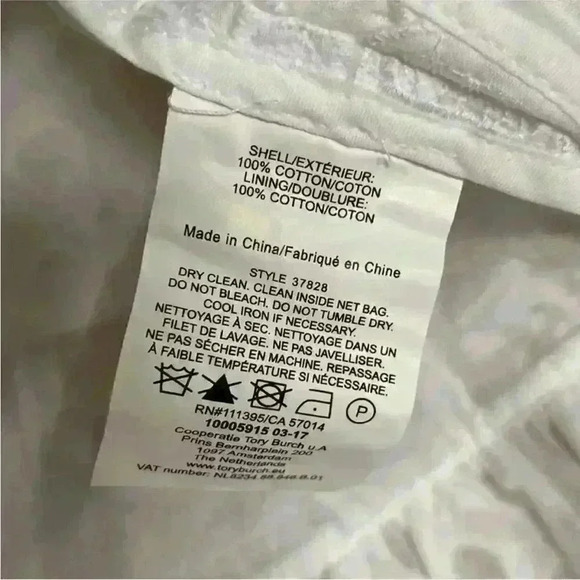 SHELL/EXTÉRIEUR:
100% COTTON/COTON
LINING/DOUBLURE:
100% COTTON/COTON
Made in China/Fabriqué en Chine
STYLE 37828
DRY CLEAN. CLEAN INSIDE NET BAG.
DO NOT BLEACH. DO NOT TUMBLE DRY.
COOL IRON IF NECESSARY.
NETTOYAGE À SEC. NETTOYAGE DANS UN
FILET DE LAVAGE. NE PAS JAVELLISER.
NE PAS SÉCHER EN MACHINE. REPASSAGE
À FAIBLE TEMPÉRATURE SI NÉCESSAIRE.
P
RN#111395/CA 57014
10005915 03-17
Cooperatie Tory Burch u.A
Prins Bernharplein 200
1097 Amsterdam
The Netherlands
www.toryburch.eu
VAT number: